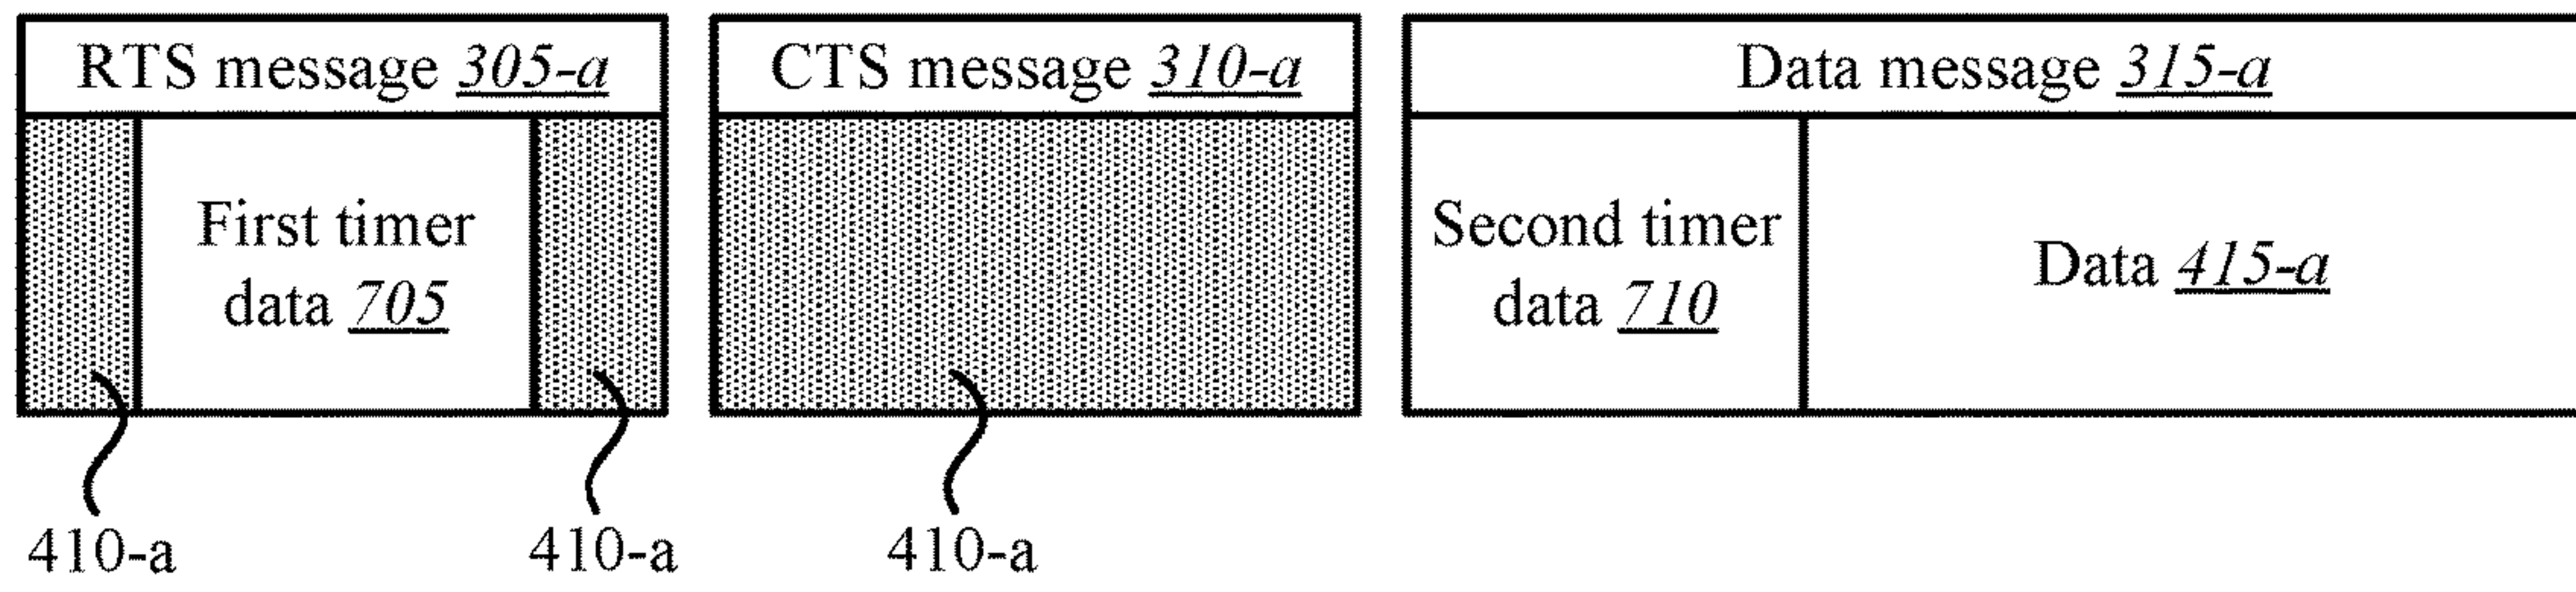 RTS message 305-a
CTS message 310-a
Data message 315-a
First timer
data 705
Second timer
data 710
Data 415-a
410-a
410-a
410-a